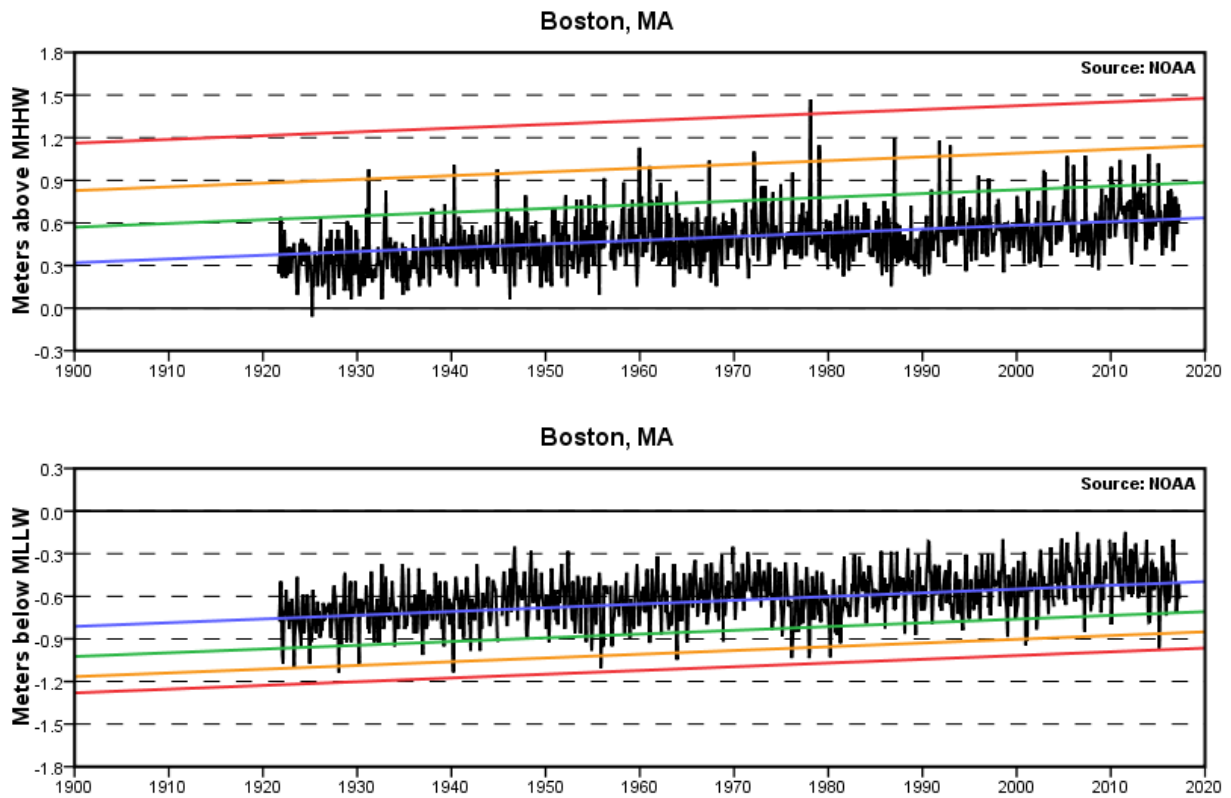 Boston, MA
Source: NOAA
Meters above MHHW
1.8
1.5
1.2
0.9
0.6
0.3
0.0
-0.3
1900 1910 1920 1930 1940 1950 1960 1970 1980 1990 2000 2010 2020
Boston, MA
Source: NOAA
Meters below MLLW
0.3
0.0
-0.3
-0.6
-0.9
-1.2
-1.5
-1.8
1900 1910 1920 1930 1940 1950 1960 1970 1980 1990 2000 2010 2020